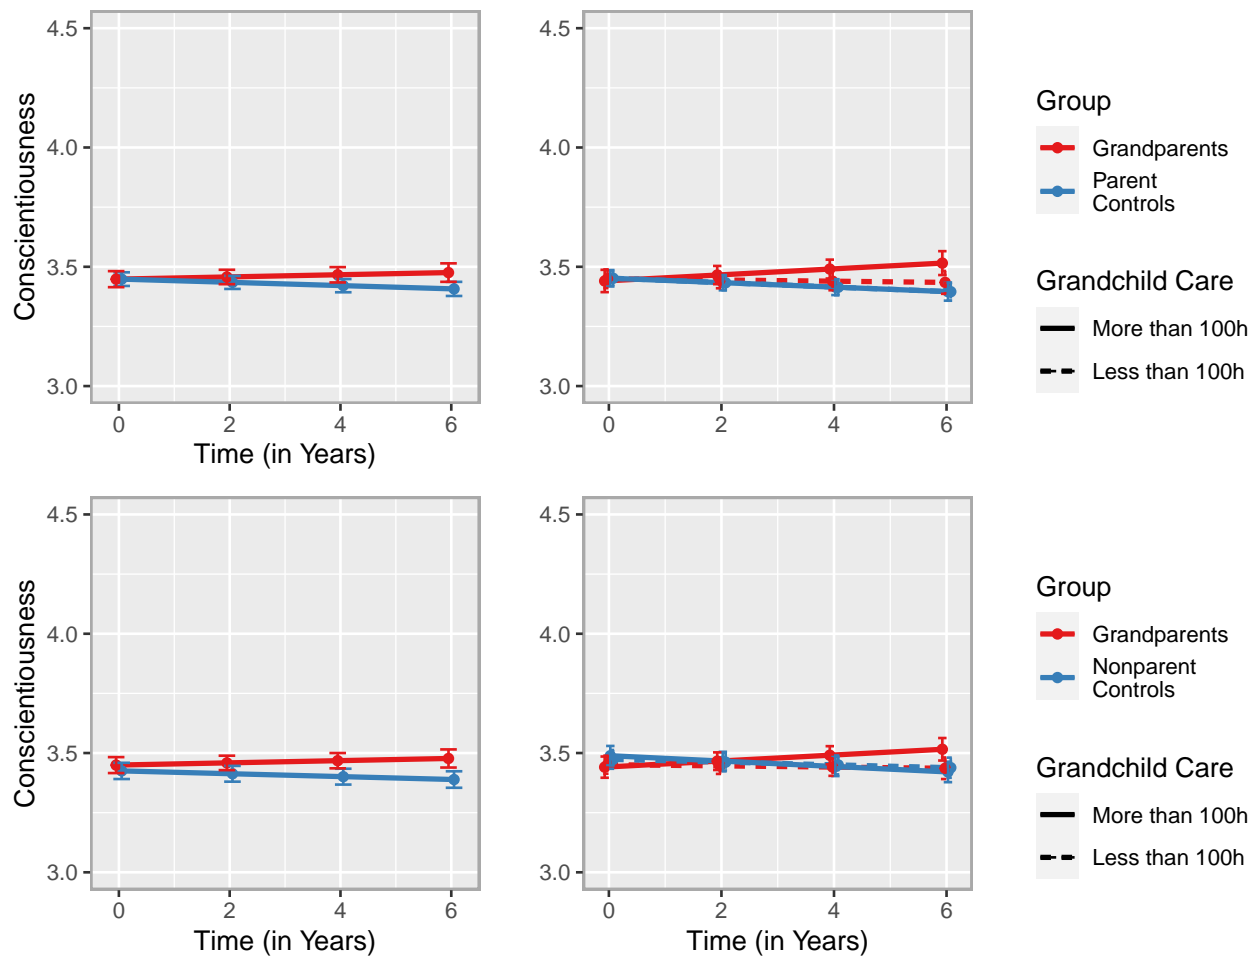 4.5
4.0
3.5
3.0
Conscientiousness
0 2 4 6
Time (in Years)
4.5
4.0
3.5
3.0
0 2 4 6
Group
Grandparents
Parent
Controls
Grandchild Care
More than 100h
Less than 100h
4.5
4.0
3.5
3.0
Conscientiousness
0 2 4 6
Time (in Years)
4.5
4.0
3.5
3.0
0 2 4 6
Time (in Years)
Group
Grandparents
Nonparent
Controls
Grandchild Care
More than 100h
Less than 100h